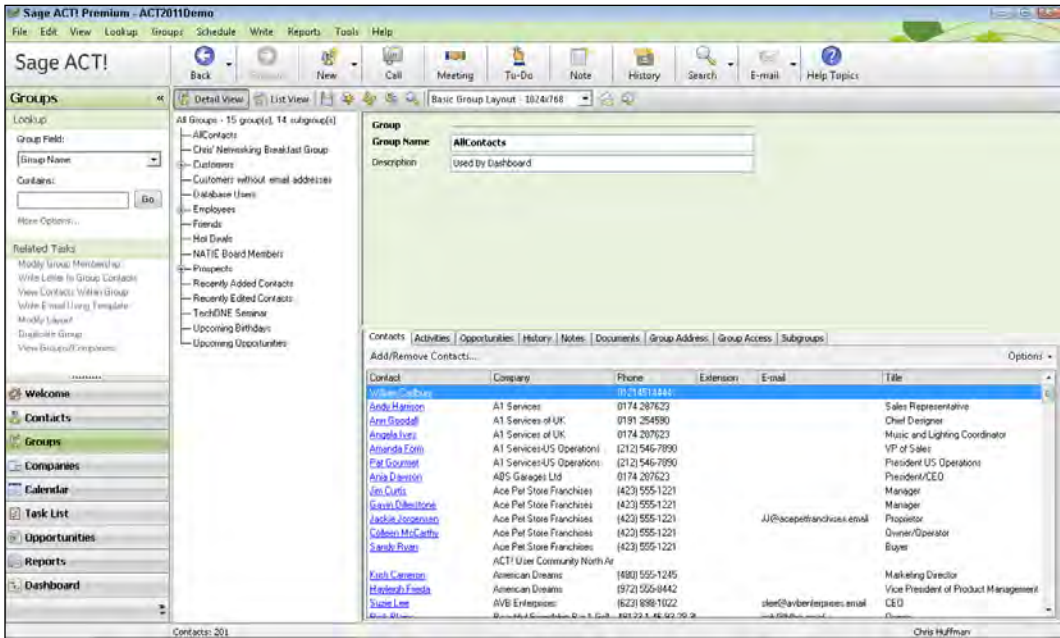 Sage ACT! Premium - ACT2011Demo
File Edit View Lookup Groups Schedule Write Reports Tools Help
Sage ACT!
Back
New
Call
Meeting
To-Do
Note
History
Search
E-mail
Help Topics
Groups
Detail View
List View
Basic Group Layout - 1024x768
Lookup
Group Field:
Group Name
Contains:
Go
More Options...
Related Tasks
Modify Group Membership
Write Letter to Group Contacts
View Contacts Within Group
Write E-mail Using Template
Modify Layout
Duplicate Group
View Groups/Companies
Welcome
Contacts
Groups
Companies
Calendar
Task List
Opportunities
Reports
Dashboard
All Groups - 15 group(s), 14 subgroup(s)
AllContacts
Chris' Networking Breakfast Group
Customers
Customers without email addresses
Database Users
Employees
Friends
Hot Deals
NATIE Board Members
Prospects
Recently Added Contacts
Recently Edited Contacts
TechONE Seminar
Upcoming Birthdays
Upcoming Opportunities
Group
Group Name AllContacts
Description Used By Dashboard
Contacts Activities Opportunities History Notes Documents Group Address Group Access Subgroups
Add/Remove Contacts... Options
Contact Company Phone Extension E-mail Title
William Cadbury
Andy Harrison A1 Services 0174 287623 Sales Representative
Ann Goodall A1 Services of UK 0191 254590 Chief Designer
Angela Ivez A1 Services of UK 0174 287623 Music and Lighting Coordinator
Amanda Form A1 Services-US Operations (212) 546-7890 VP of Sales
Pat Gourmet A1 Services-US Operations (212) 546-7890 President US Operations
Ania Dawson ABS Garages Ltd 0174 287623 President/CEO
Jim Curtis Ace Pet Store Franchises (423) 555-1221 Manager
Gavin Ace Pet Store Franchises (423) 555-1221 Manager
Jackie Jorgensen Ace Pet Store Franchises (423) 555-1221 JJ@acepetfranchises.email Proprietor
Colleen McCarthy Ace Pet Store Franchises (423) 555-1221 Owner/Operator
Sandy Ryan Ace Pet Store Franchises (423) 555-1221 Buyer
ACT! User Community North Ar
Cameron American Dreams (480) 555-1245 Marketing Director
Hayleigh Freda American Dreams (972) 555-8442 Vice President of Product Management
Suzie Lee AVB Enterprises (623) 898-1022 slee@avbenterprises.email CEO
Contacts: 201
Chris Huffman